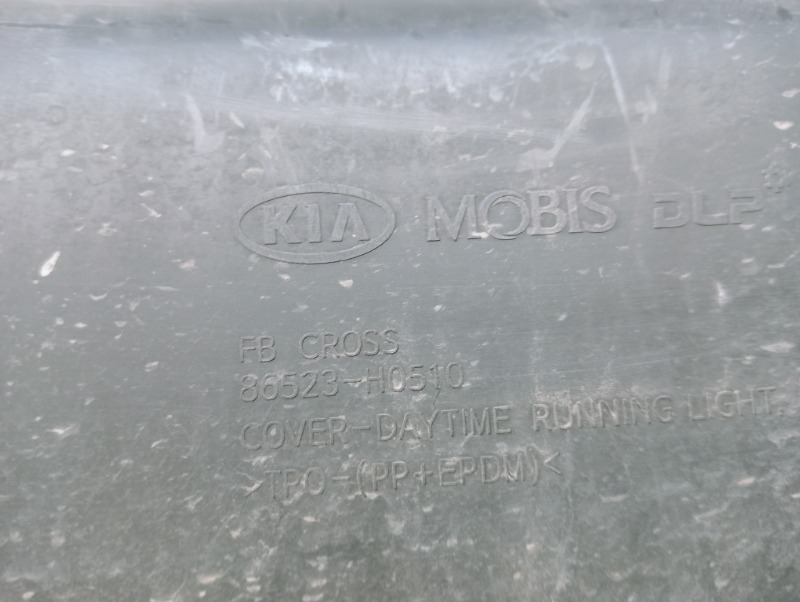 KIA MOBIS DLP
FB CROSS
86523-H0510
COVER-DAYTIME RUNNING LIGHT.
>TPO-(PP+EPDM)<